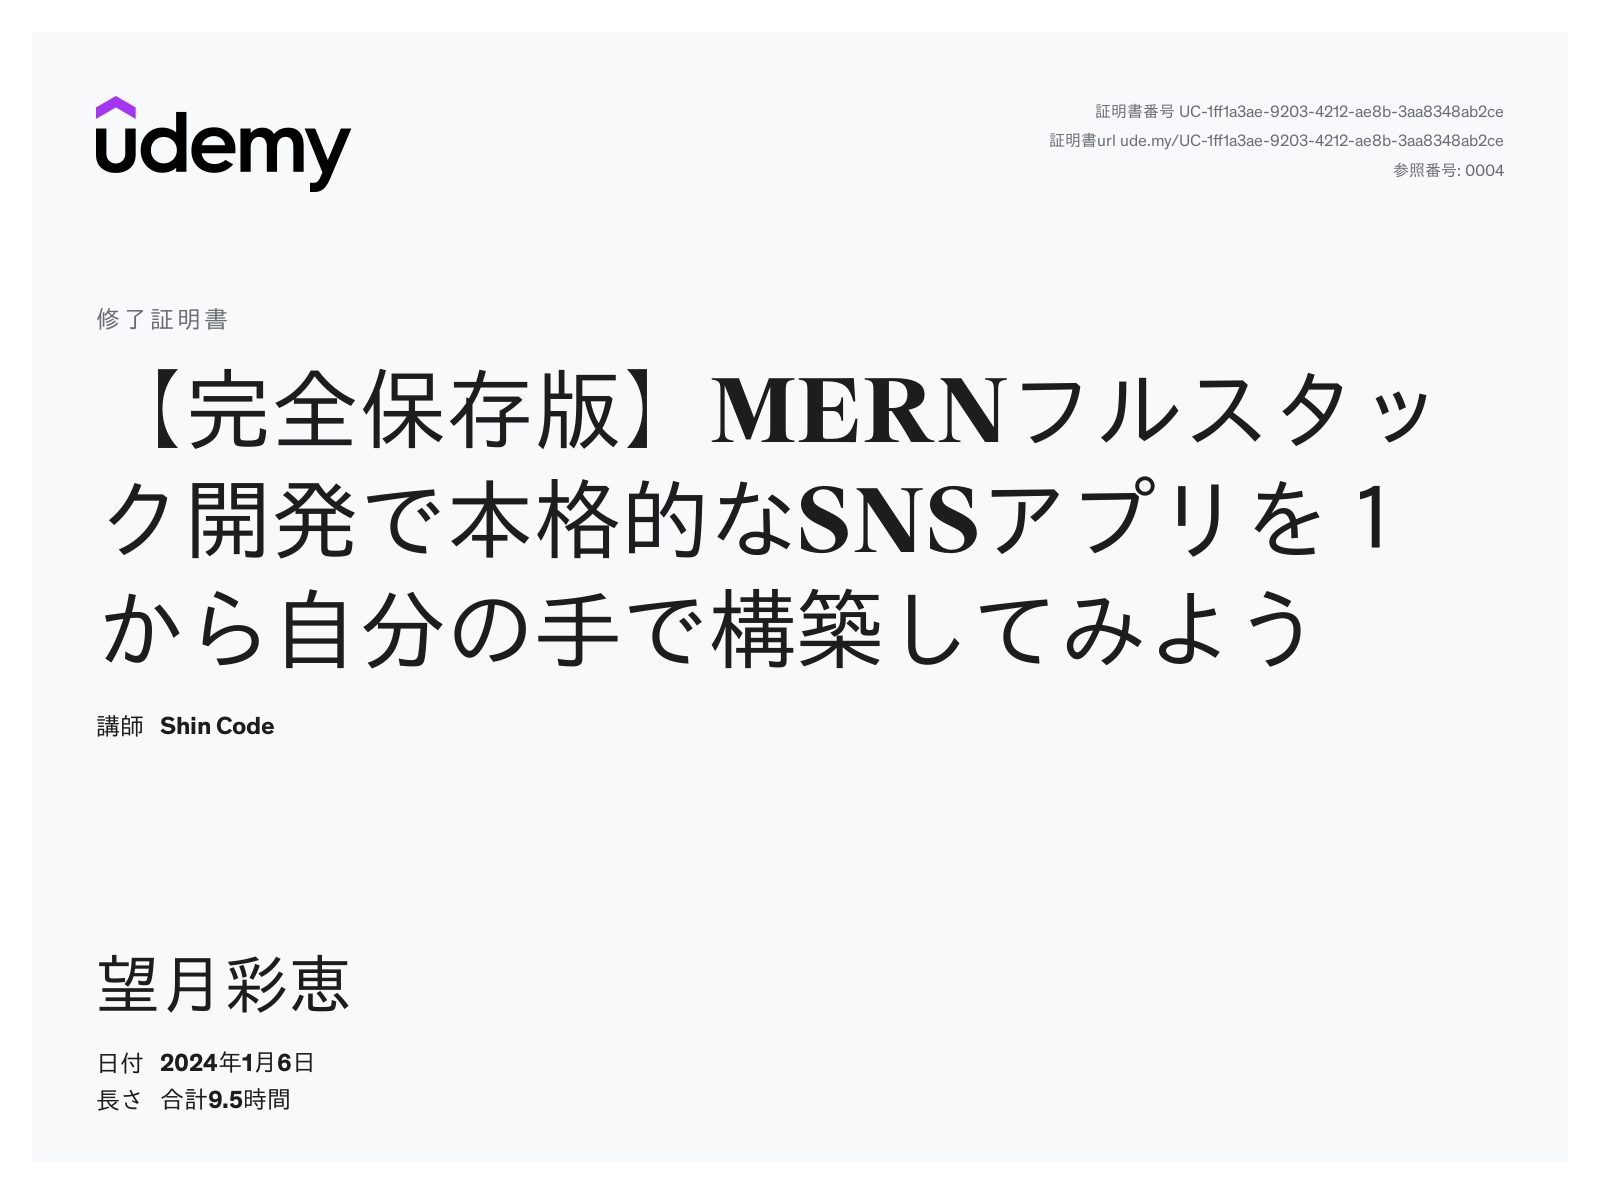 udemy
証明書番号 UC-1ff1a3ae-9203-4212-ae8b-3aa8348ab2ce
証明書url ude.my/UC-1ff1a3ae-9203-4212-ae8b-3aa8348ab2ce
参照番号: 0004
修了証明書
【完全保存版】MERNフルスタッ
ク開発で本格的なSNSアプリを１
から自分の手で構築してみよう
講師 Shin Code
望月彩恵
日付 2024年1月6日
長さ 合計9.5時間